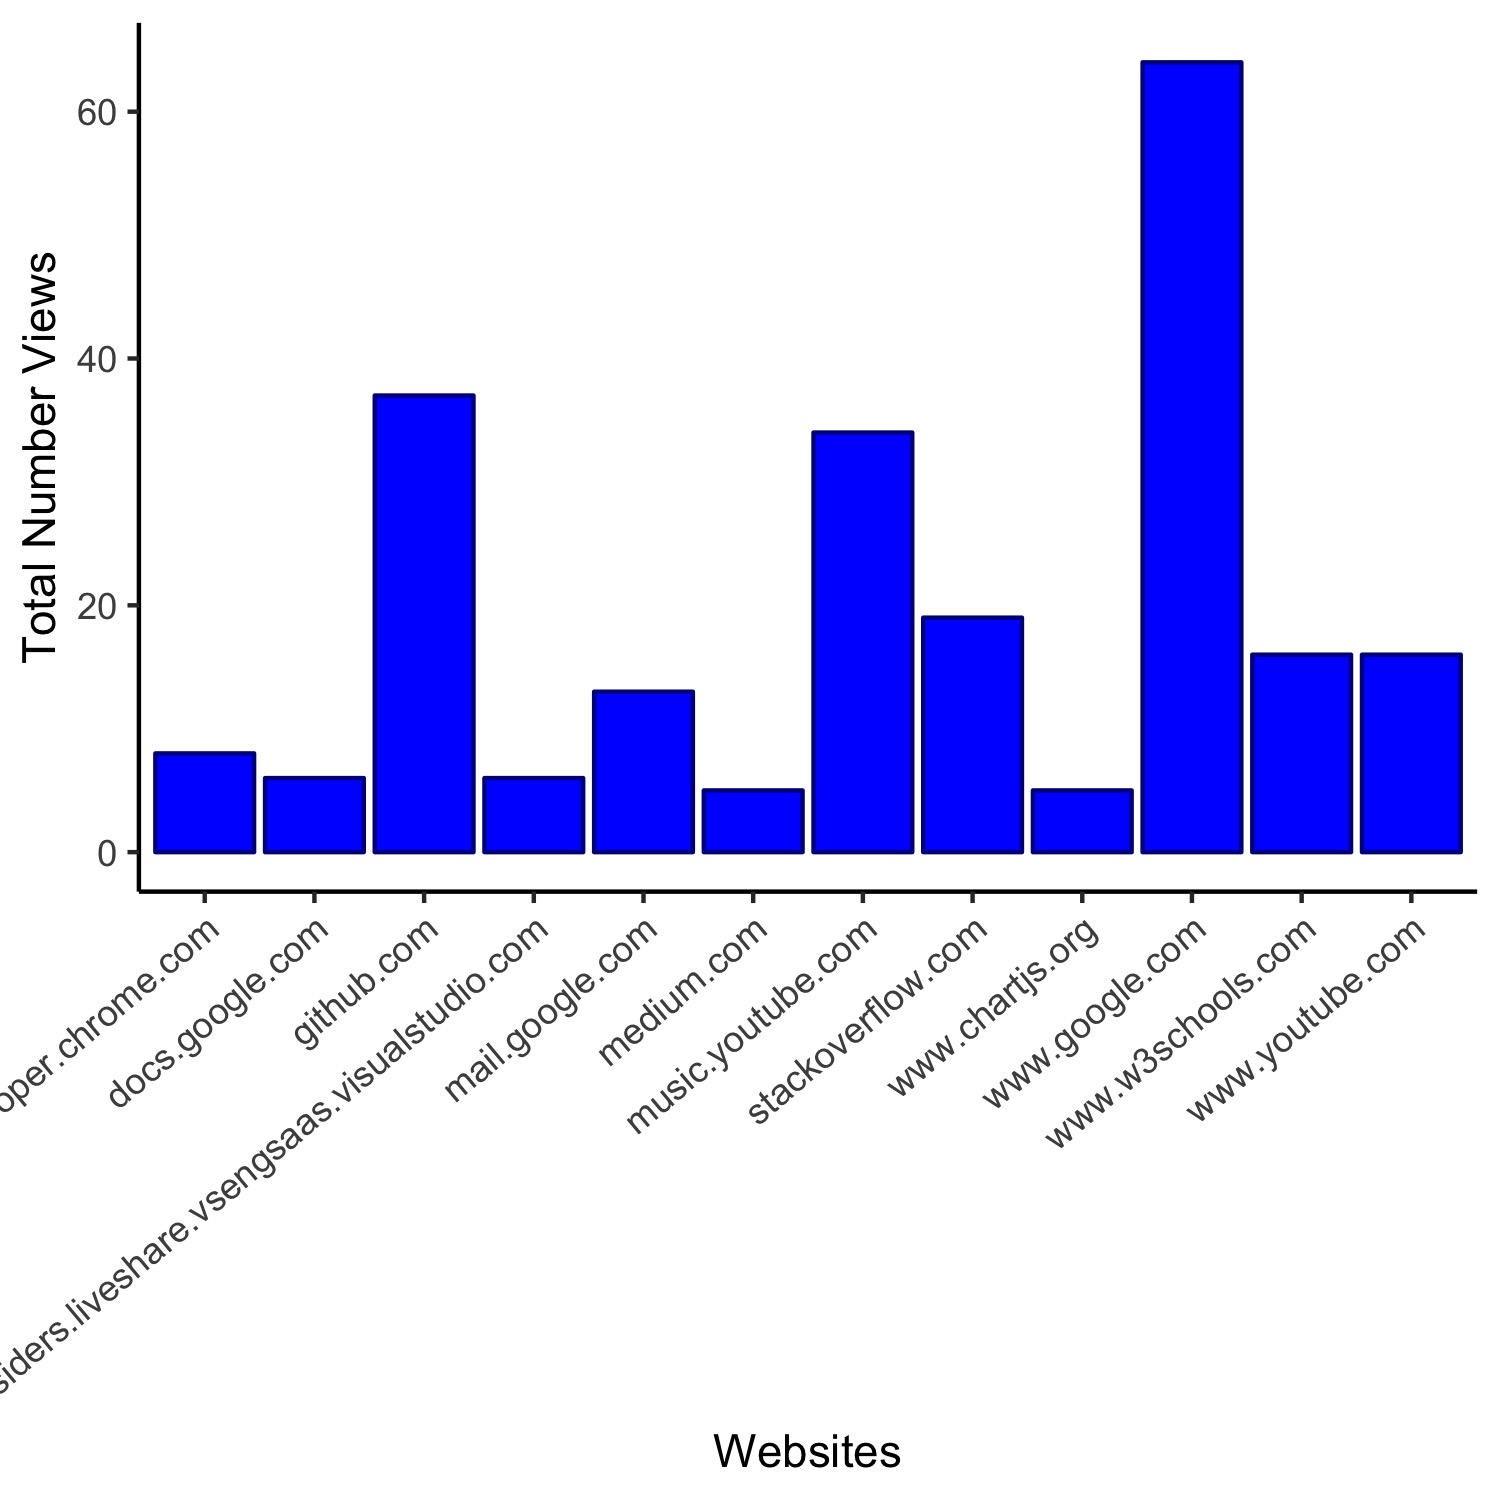 Total Number Views
60
40
20
0
oper.chrome.com
docs.google.com
github.com
siders.liveshare.vsengsaas.visualstudio.com
mail.google.com
medium.com
music.youtube.com
stackoverflow.com
www.chartjs.org
www.google.com
www.w3schools.com
www.youtube.com
Websites